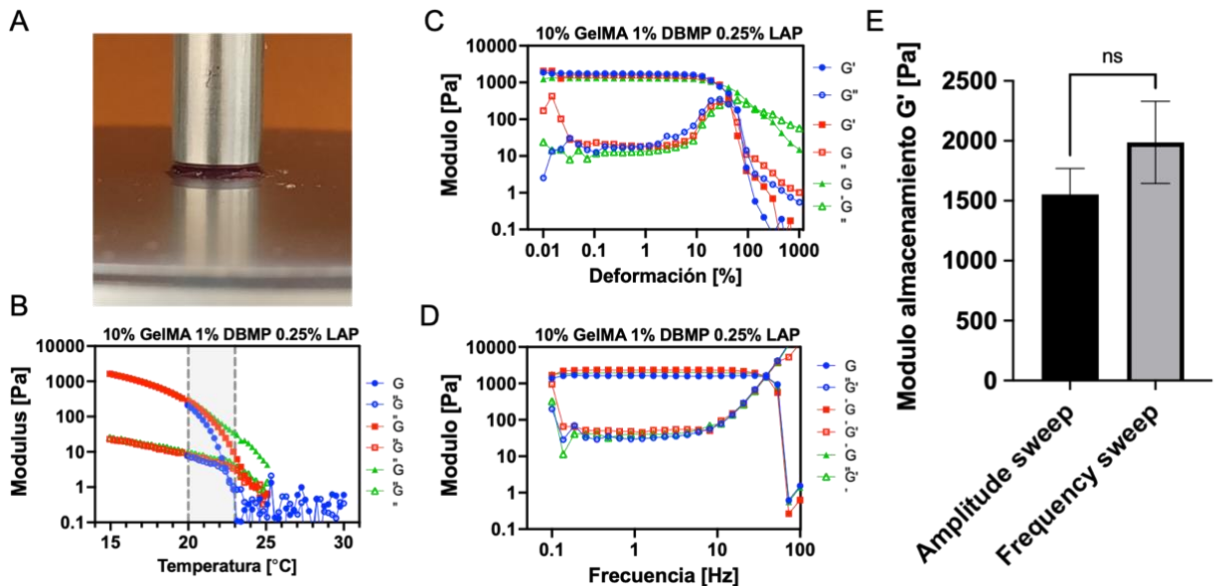 A
B
10% GelMA 1% DBMP 0.25% LAP
Modulus [Pa]
10000
1000
100
10
1
0.1
15
20
25
30
Temperatura [°C]
G
G
"
G
"
G
"
G
"
G
"
C
10% GelMA 1% DBMP 0.25% LAP
Modulo [Pa]
10000
1000
100
10
1
0.1
0.01
0.1
1
10
100
1000
Deformación [%]
G'
G"
G'
G
"
G
'
G
"
D
10% GelMA 1% DBMP 0.25% LAP
Modulo [Pa]
10000
1000
100
10
1
0.1
0.1
1
10
100
Frecuencia [Hz]
G
G
'
G
'
G
'
G
G
'
E
Modulo almacenamiento G' [Pa]
2500
2000
1500
1000
500
0
ns
Amplitude sweep
Frequency sweep